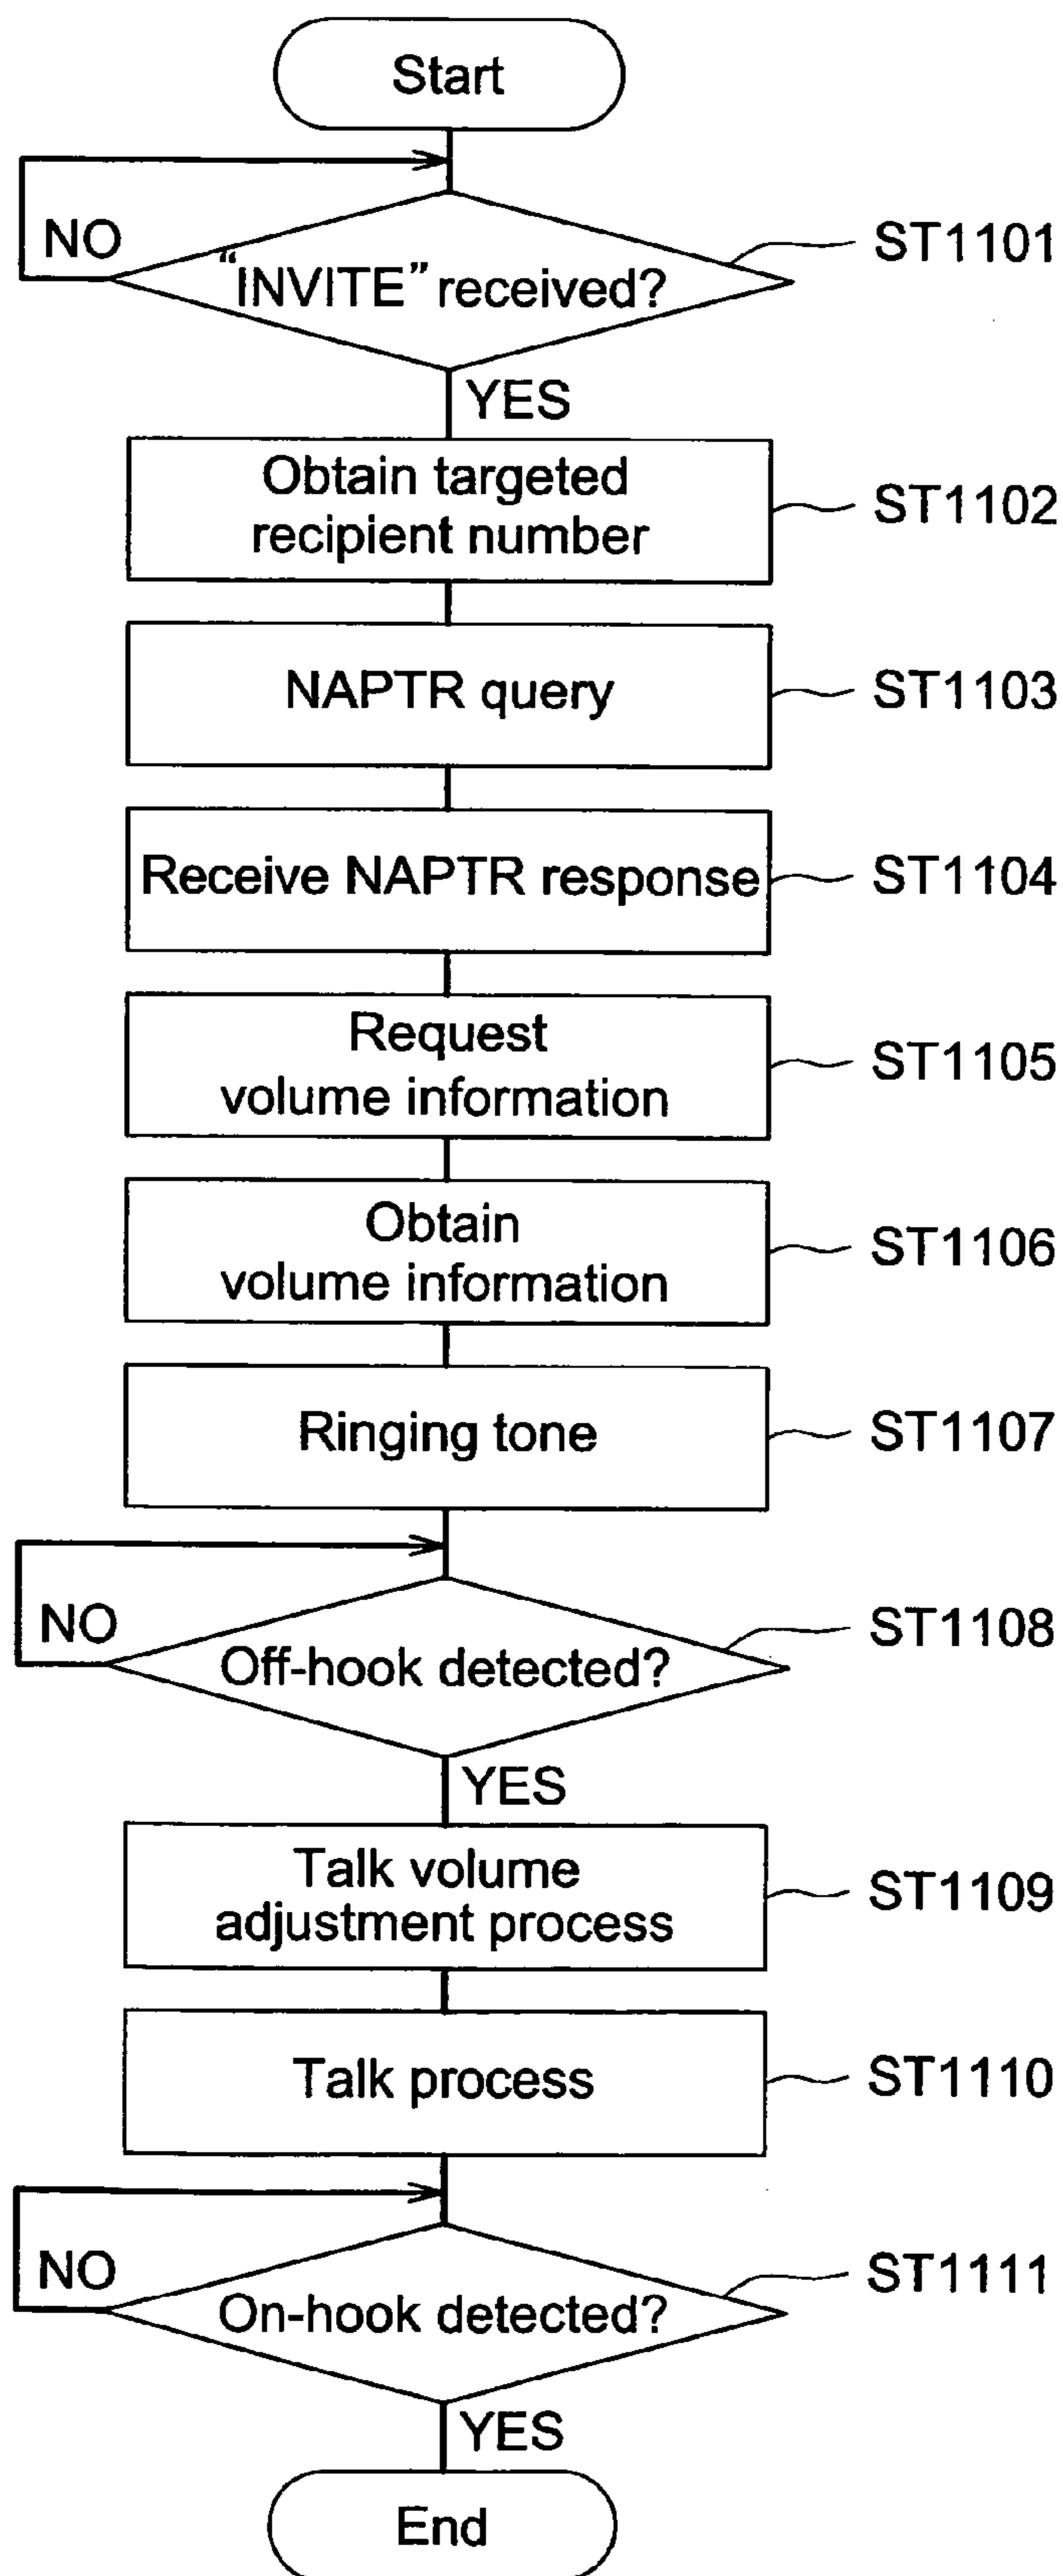 Start
NO
“INVITE” received?
ST1101
YES
Obtain targeted
recipient number
ST1102
NAPTR query
ST1103
Receive NAPTR response
ST1104
Request
volume information
ST1105
Obtain
volume information
ST1106
Ringing tone
ST1107
NO
Off-hook detected?
ST1108
YES
Talk volume
adjustment process
ST1109
Talk process
ST1110
NO
On-hook detected?
ST1111
YES
End